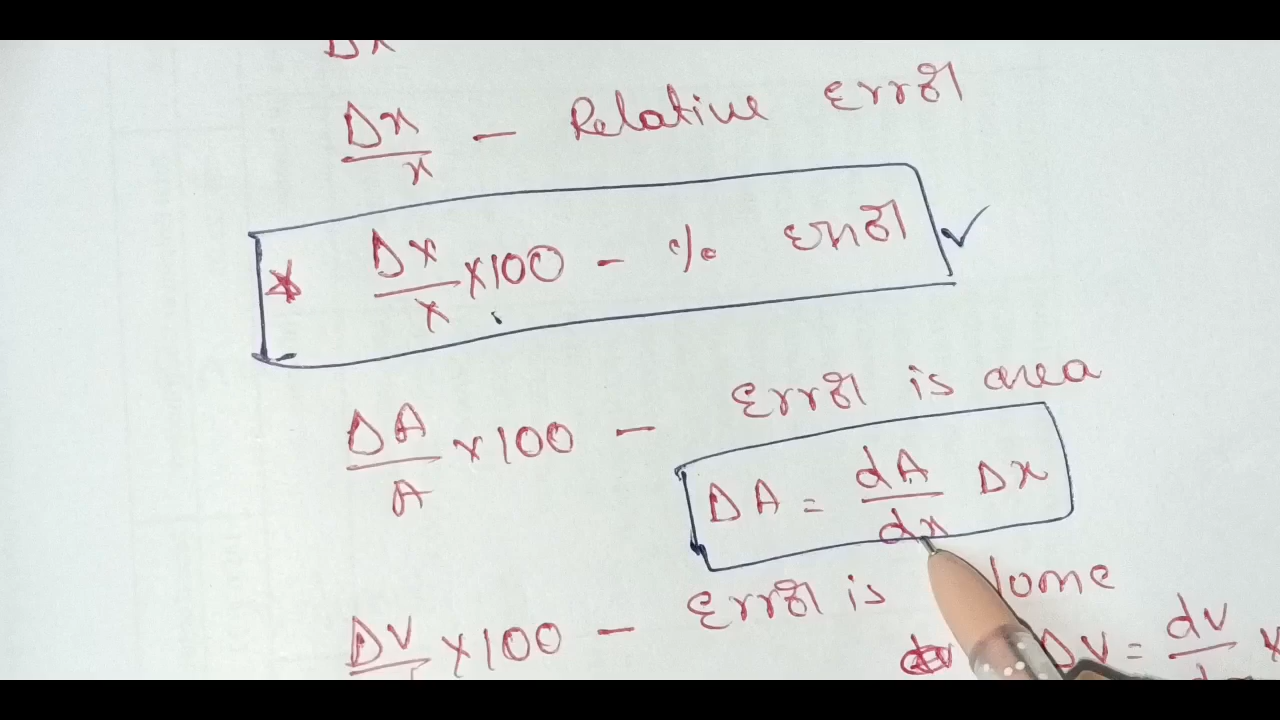 Δx
Δx/x - Relative Error
* Δx/x ×100 - % Error
ΔA/A ×100 - Error is area
ΔA = dA/dx Δx
ΔV ×100 - Error is
ΔV = dv ×